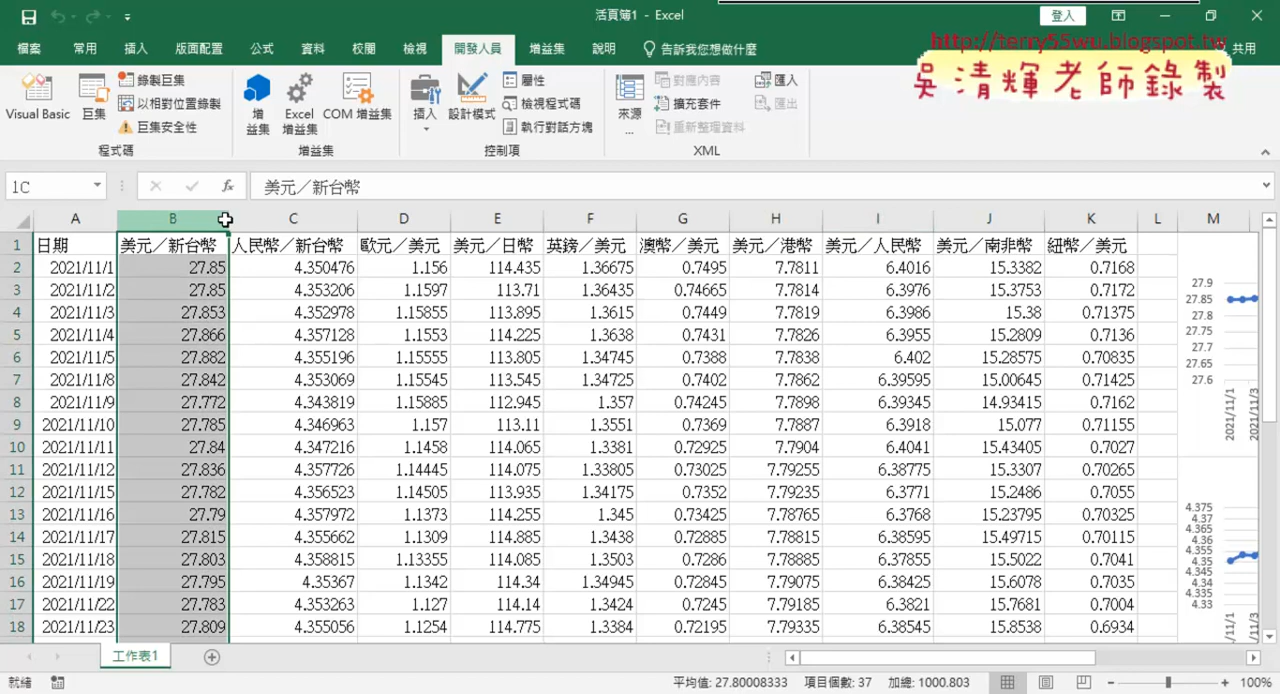 活頁簿1 - Excel
登入
http://terry55wu.blogspot.tw
吳清輝老師錄製
檔案 常用 插入 版面配置 公式 資料 校閱 檢視 開發人員 增益集 說明 告訴我您想做什麼 共用
Visual Basic
巨集
錄製巨集
以相對位置錄製
巨集安全性
程式碼
增益集
Excel 增益集
COM 增益集
增益集
插入
設計模式
屬性
檢視程式碼
執行對話方塊
控制項
來源...
對應內容
擴充套件
重新整理資料
匯入
匯出
XML
1C
fx
美元／新台幣
A B C D E F G H I J K L M
1 日期 美元／新台幣 人民幣／新台幣 歐元／美元 美元／日幣 英鎊／美元 澳幣／美元 美元／港幣 美元／人民幣 美元／南非幣 紐幣／美元
2 2021/11/1 27.85 4.350476 1.156 114.435 1.36675 0.7495 7.7811 6.4016 15.3382 0.7168
3 2021/11/2 27.85 4.353206 1.1597 113.71 1.36435 0.74665 7.7814 6.3976 15.3753 0.7172
4 2021/11/3 27.853 4.352978 1.15855 113.895 1.3615 0.7449 7.7819 6.3986 15.38 0.71375
5 2021/11/4 27.866 4.357128 1.1553 114.225 1.3638 0.7431 7.7826 6.3955 15.2809 0.7136
6 2021/11/5 27.882 4.355196 1.15555 113.805 1.34745 0.7388 7.7838 6.402 15.28575 0.70835
7 2021/11/8 27.842 4.353069 1.15545 113.545 1.34725 0.7402 7.7862 6.39595 15.00645 0.71425
8 2021/11/9 27.772 4.343819 1.15885 112.945 1.357 0.74245 7.7898 6.39345 14.93415 0.7162
9 2021/11/10 27.785 4.346963 1.157 113.11 1.3551 0.7369 7.7887 6.3918 15.077 0.71155
10 2021/11/11 27.84 4.347216 1.1458 114.065 1.3381 0.72925 7.7904 6.4041 15.43405 0.7027
11 2021/11/12 27.836 4.357726 1.14445 114.075 1.33805 0.73025 7.79255 6.38775 15.3307 0.70265
12 2021/11/15 27.782 4.356523 1.14505 113.935 1.34175 0.7352 7.79235 6.3771 15.2486 0.7055
13 2021/11/16 27.79 4.357972 1.1373 114.255 1.345 0.73425 7.78765 6.3768 15.23795 0.70325
14 2021/11/17 27.815 4.355662 1.1309 114.885 1.3438 0.72885 7.78815 6.38595 15.49715 0.70115
15 2021/11/18 27.803 4.358815 1.13355 114.085 1.3503 0.7286 7.78885 6.37855 15.5022 0.7041
16 2021/11/19 27.795 4.35367 1.1342 114.34 1.34945 0.72845 7.79075 6.38425 15.6078 0.7035
17 2021/11/22 27.783 4.353263 1.127 114.14 1.3424 0.7245 7.79185 6.3821 15.7681 0.7004
18 2021/11/23 27.809 4.355056 1.1254 114.775 1.3384 0.72195 7.79335 6.38545 15.8538 0.6934
27.9
27.85
27.8
27.75
27.7
27.65
27.6
2021/11/1
2021/11/3
4.375
4.37
4.365
4.36
4.355
4.35
4.345
4.34
4.335
4.33
/11/1
/11/3
工作表1
就緒
平均值: 27.80008333 項目個數: 37 加總: 1000.803
100%